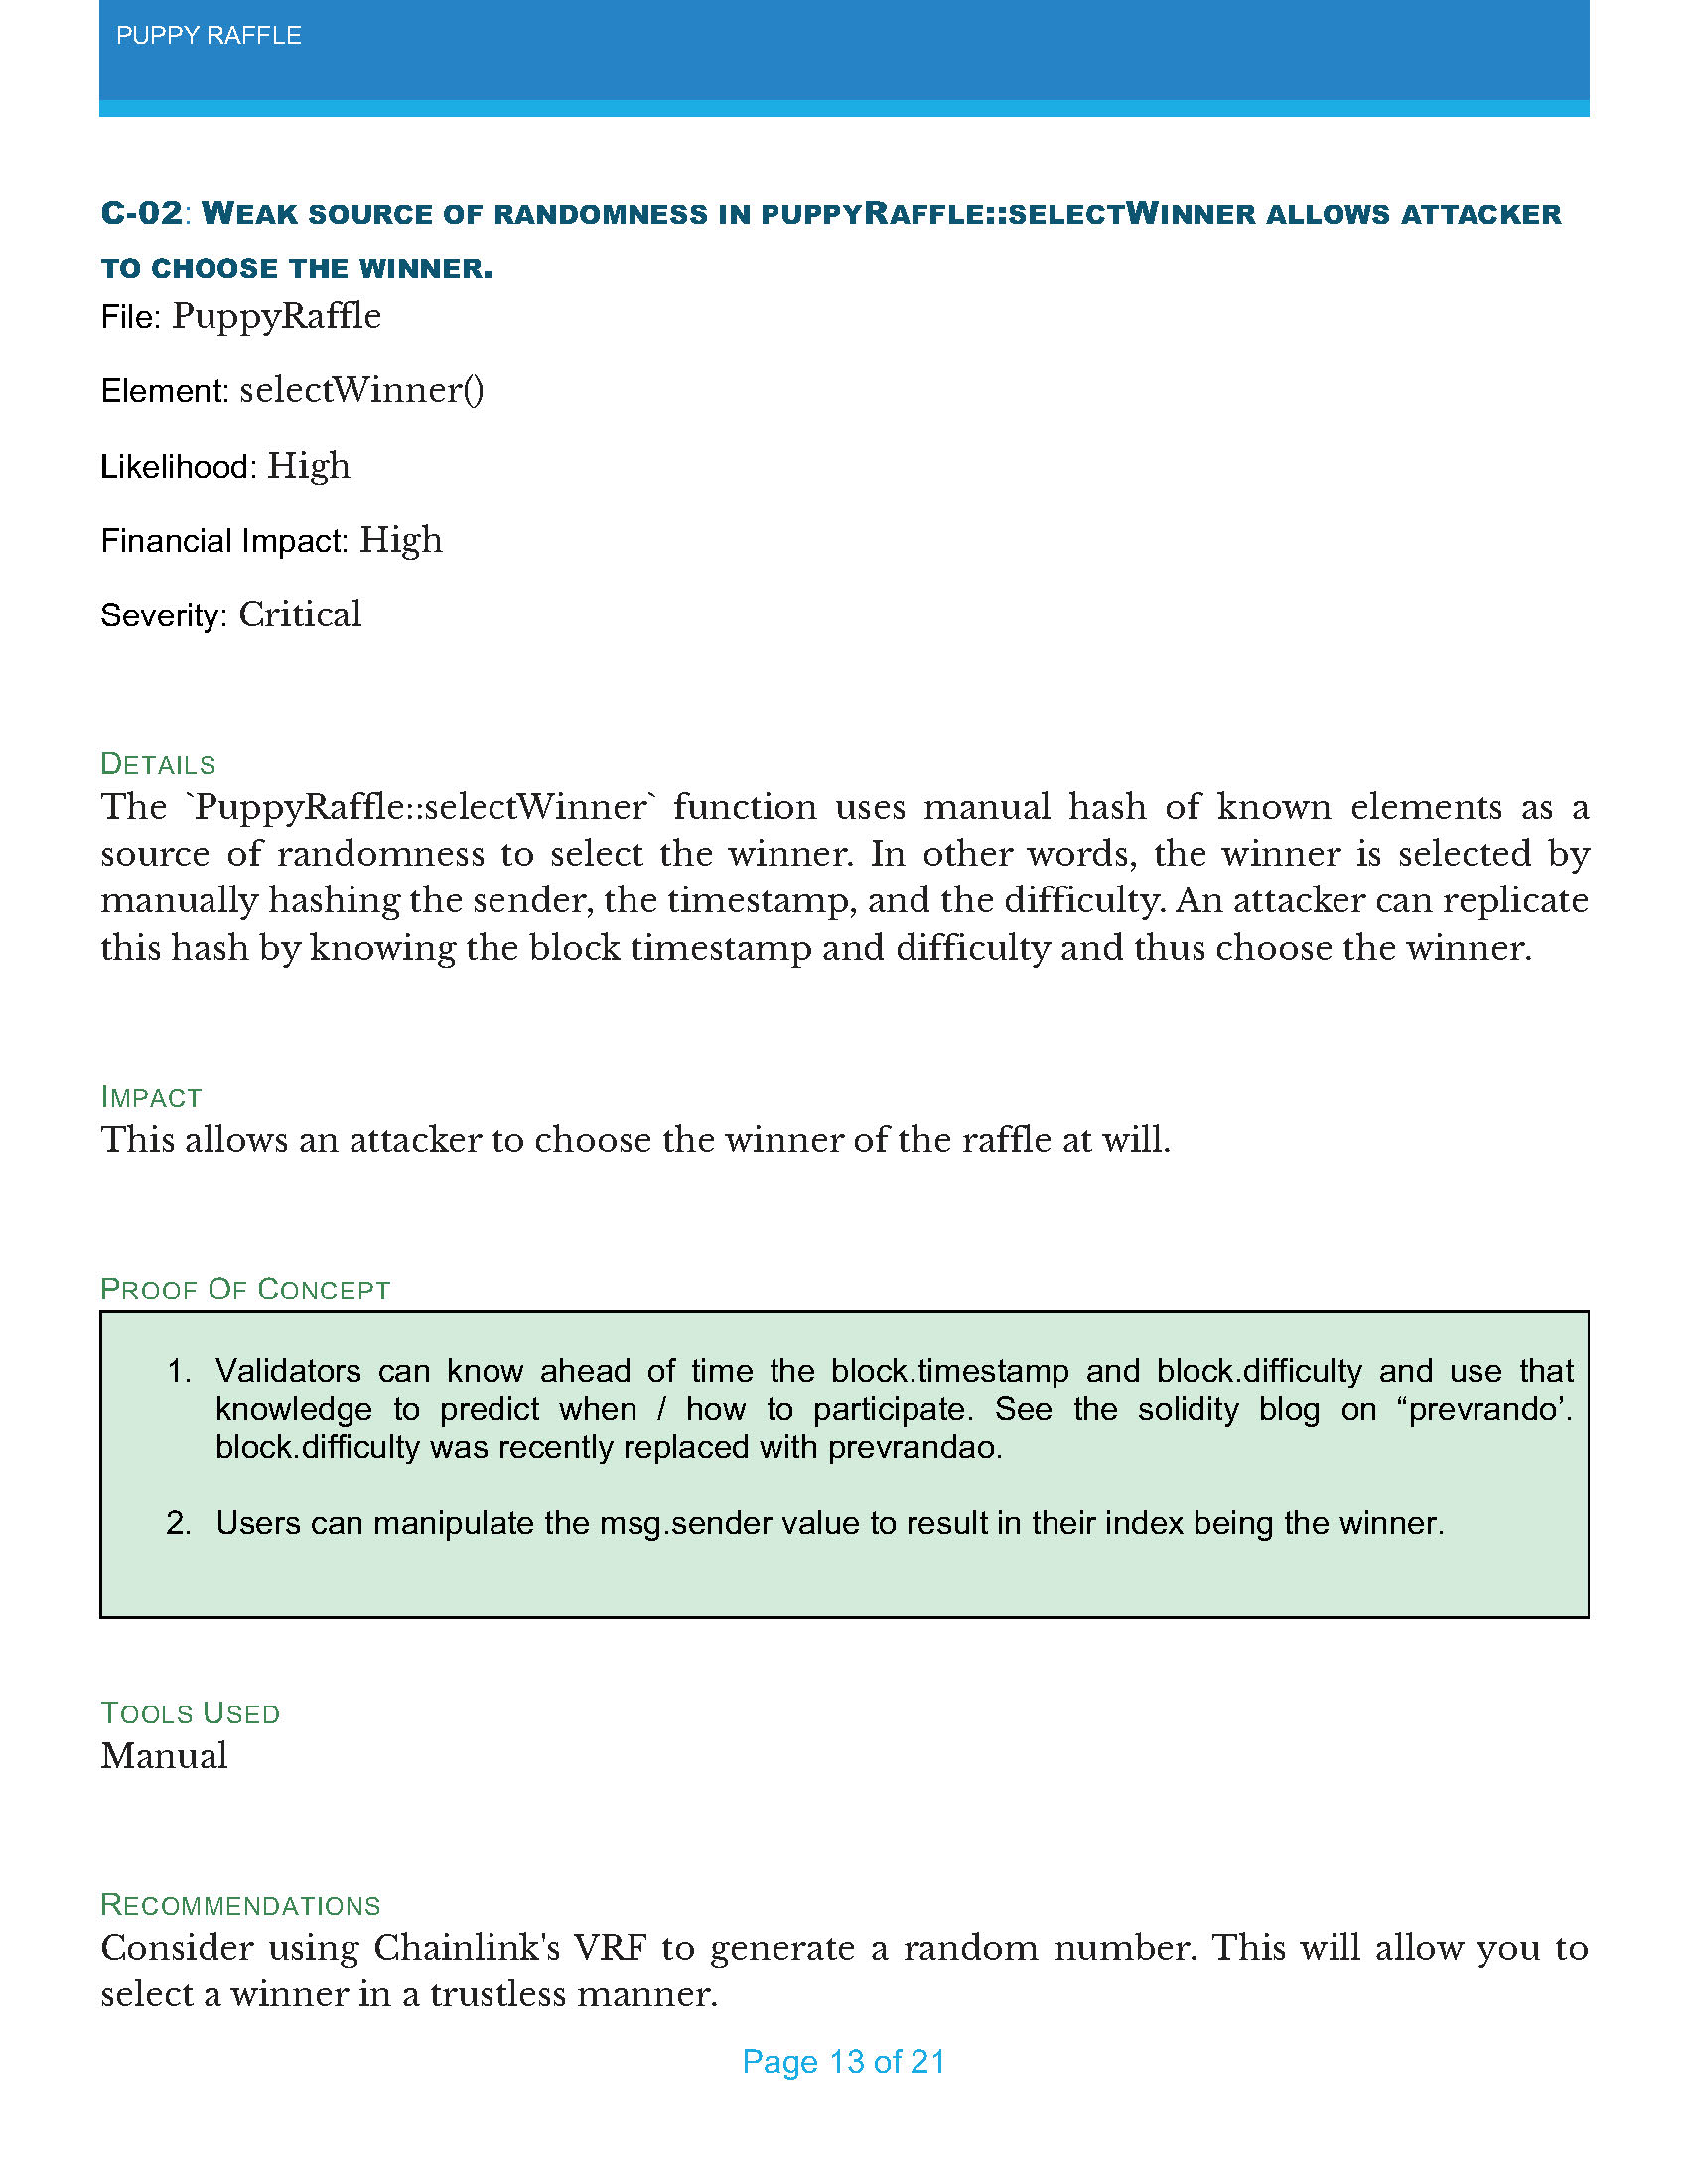 PUPPY RAFFLE
C-02: WEAK SOURCE OF RANDOMNESS IN PUPPYRAFFLE::SELECTWINNER ALLOWS ATTACKER
TO CHOOSE THE WINNER.
File: PuppyRaffle
Element: selectWinner()
Likelihood: High
Financial Impact: High
Severity: Critical
DETAILS
The `PuppyRaffle::selectWinner` function uses manual hash of known elements as a
source of randomness to select the winner. In other words, the winner is selected by
manually hashing the sender, the timestamp, and the difficulty. An attacker can replicate
this hash by knowing the block timestamp and difficulty and thus choose the winner.
IMPACT
This allows an attacker to choose the winner of the raffle at will.
PROOF OF CONCEPT
1. Validators can know ahead of time the block.timestamp and block.difficulty and use that
knowledge to predict when / how to participate. See the solidity blog on “prevrando’.
block.difficulty was recently replaced with prevrandao.
2. Users can manipulate the msg.sender value to result in their index being the winner.
TOOLS USED
Manual
RECOMMENDATIONS
Consider using Chainlink's VRF to generate a random number. This will allow you to
select a winner in a trustless manner.
Page 13 of 21